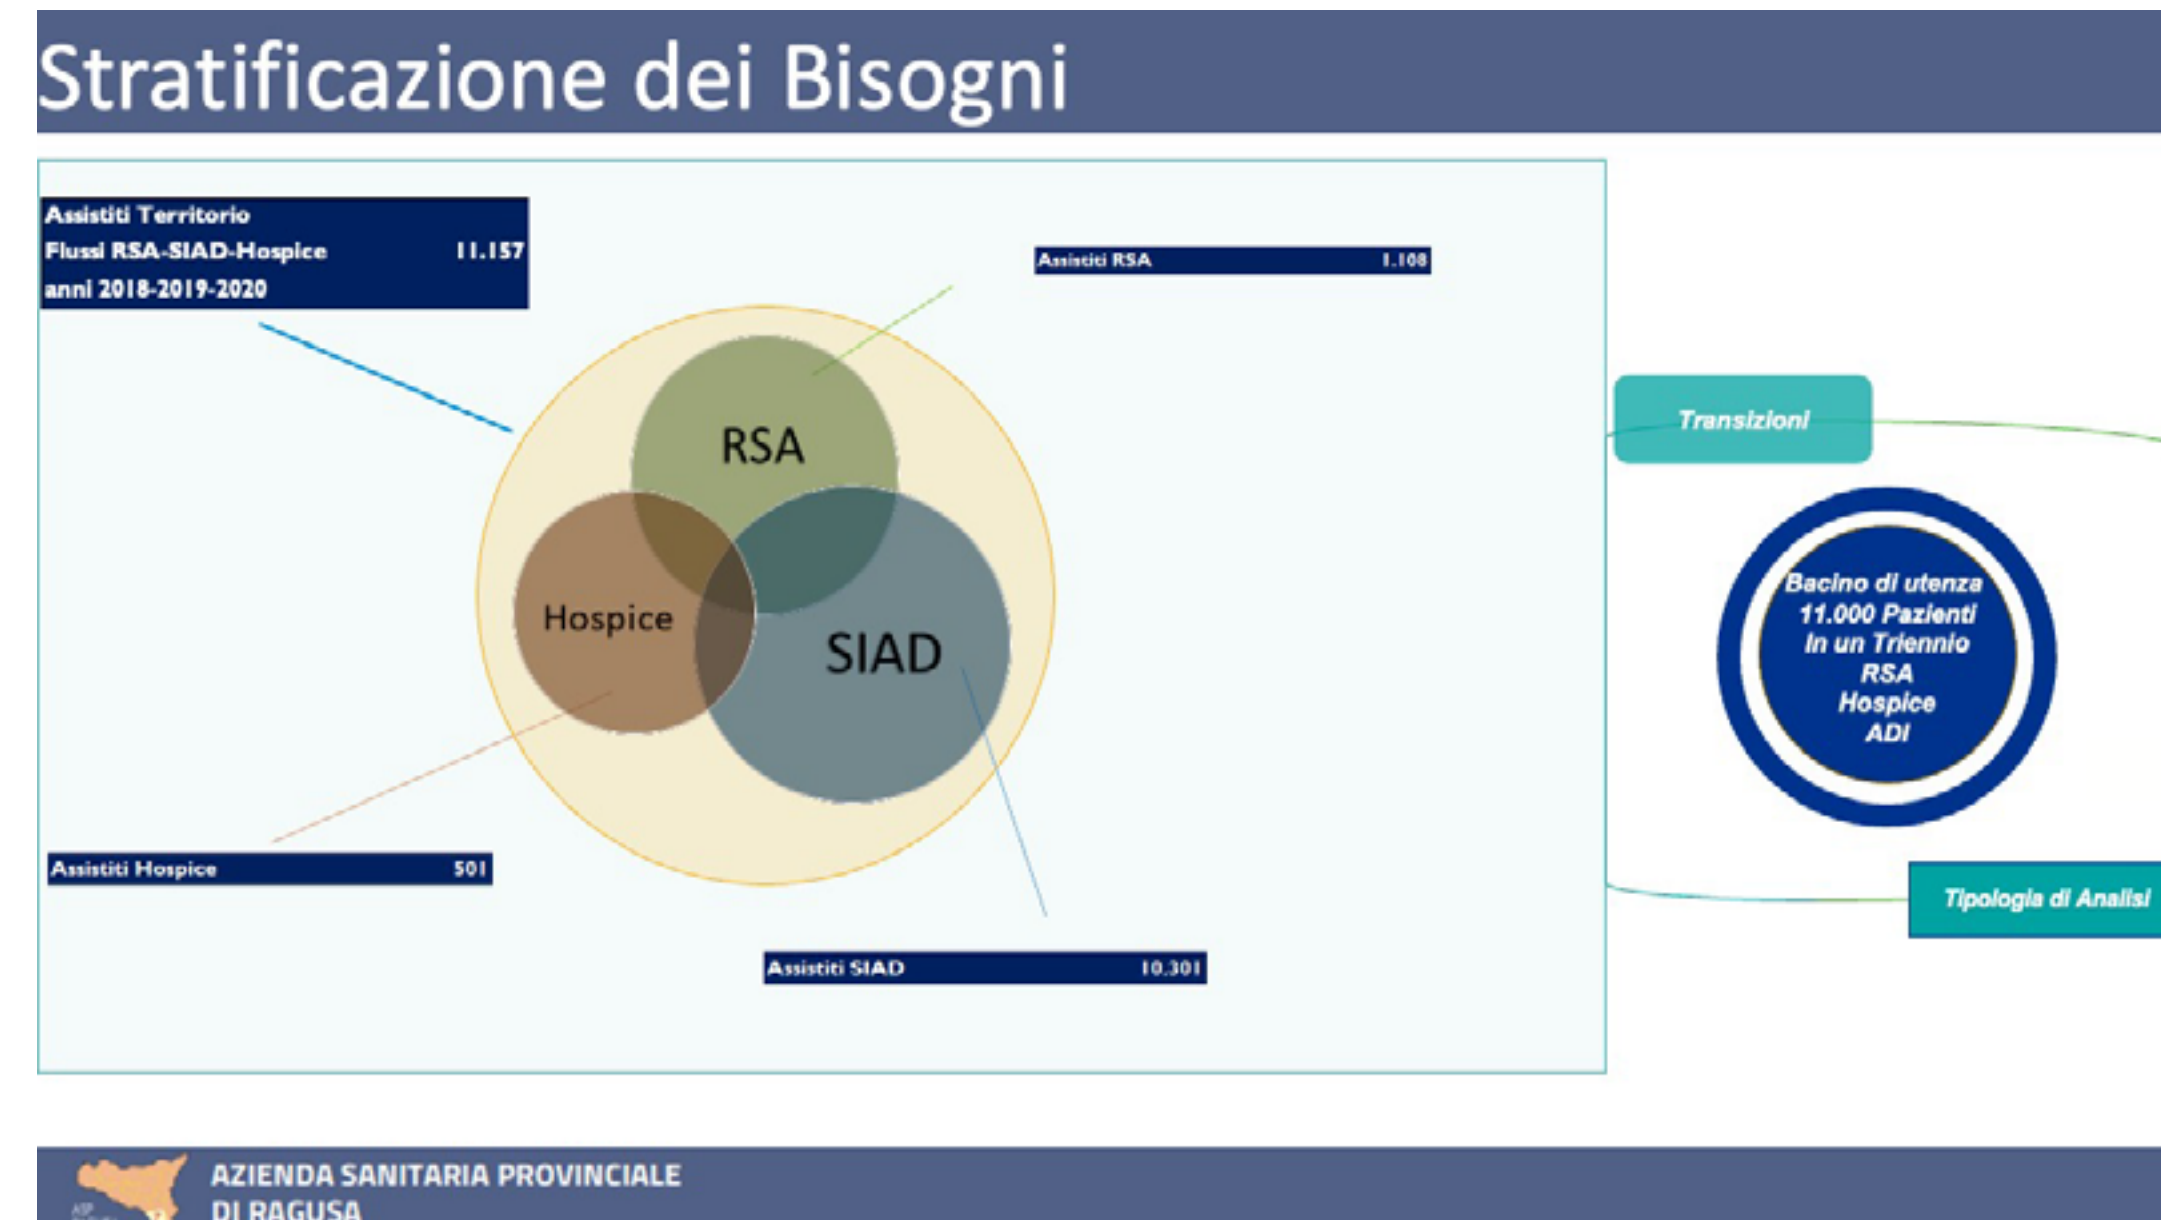 Stratificazione dei Bisogni
Assistiti Territorio
Flussi RSA-SIAD-Hospice 11.157
anni 2018-2019-2020
Assistiti RSA 1.108
RSA
Hospice
SIAD
Assistiti Hospice 501
Assistiti SIAD 10.301
Transizioni
Bacino di utenza
11.000 Pazienti
In un Triennio
RSA
Hospice
ADI
Tipologia di Analisi
AZIENDA SANITARIA PROVINCIALE
DI RAGUSA
ASP